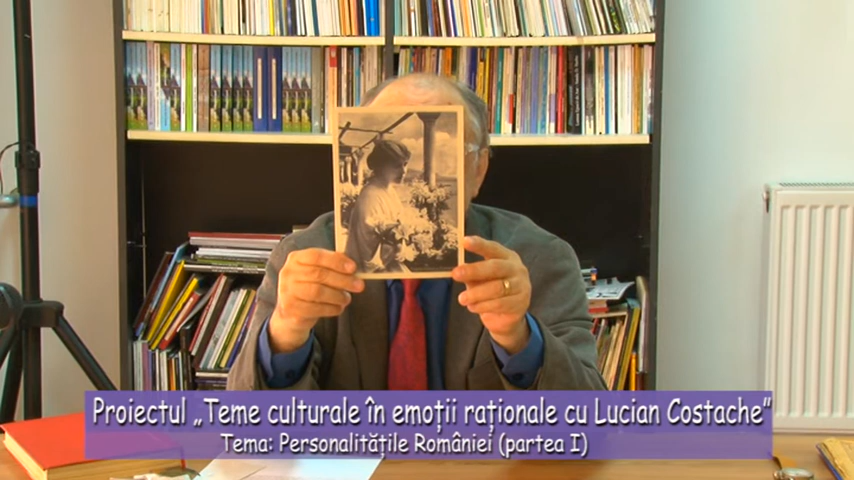 Proiectul „Teme culturale în emoții raționale cu Lucian Costache”
Tema: Personalitățile României (partea I)